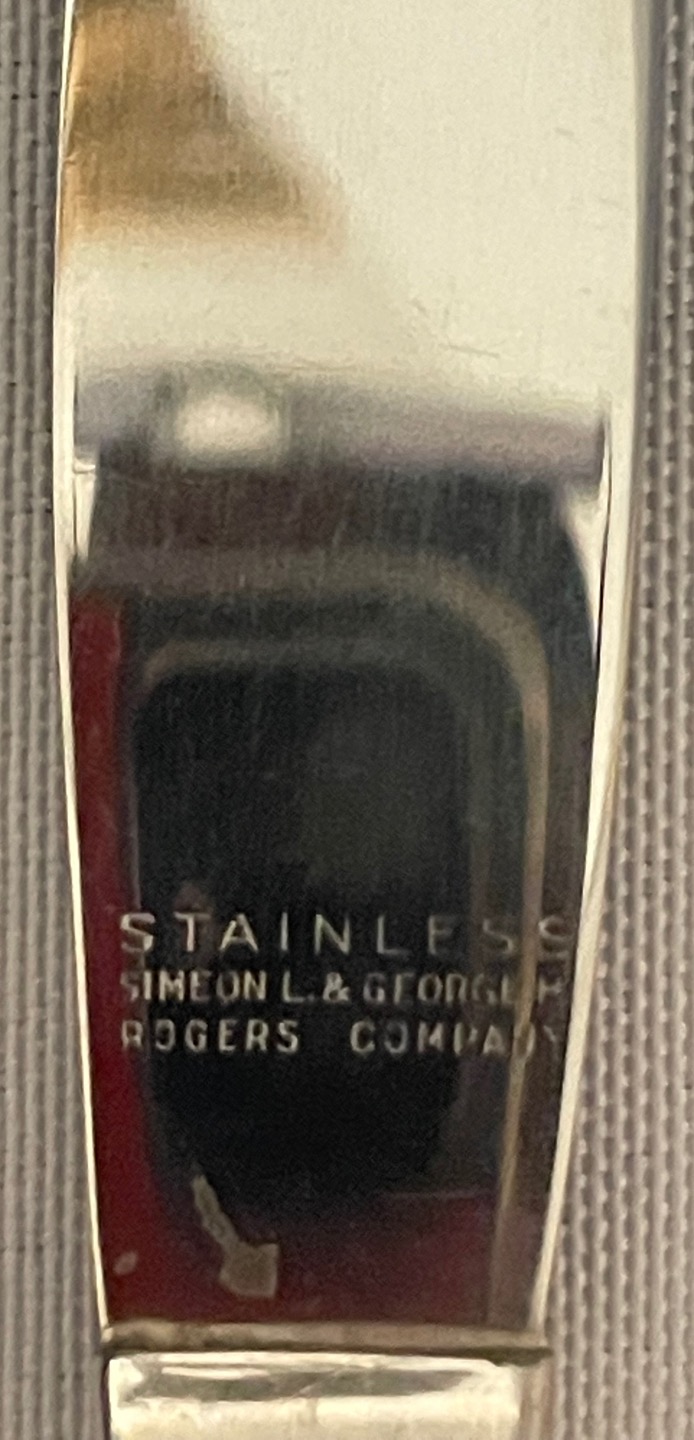 STAINLESS
SIMEON L. & GEORGE H
ROGERS COMPANY